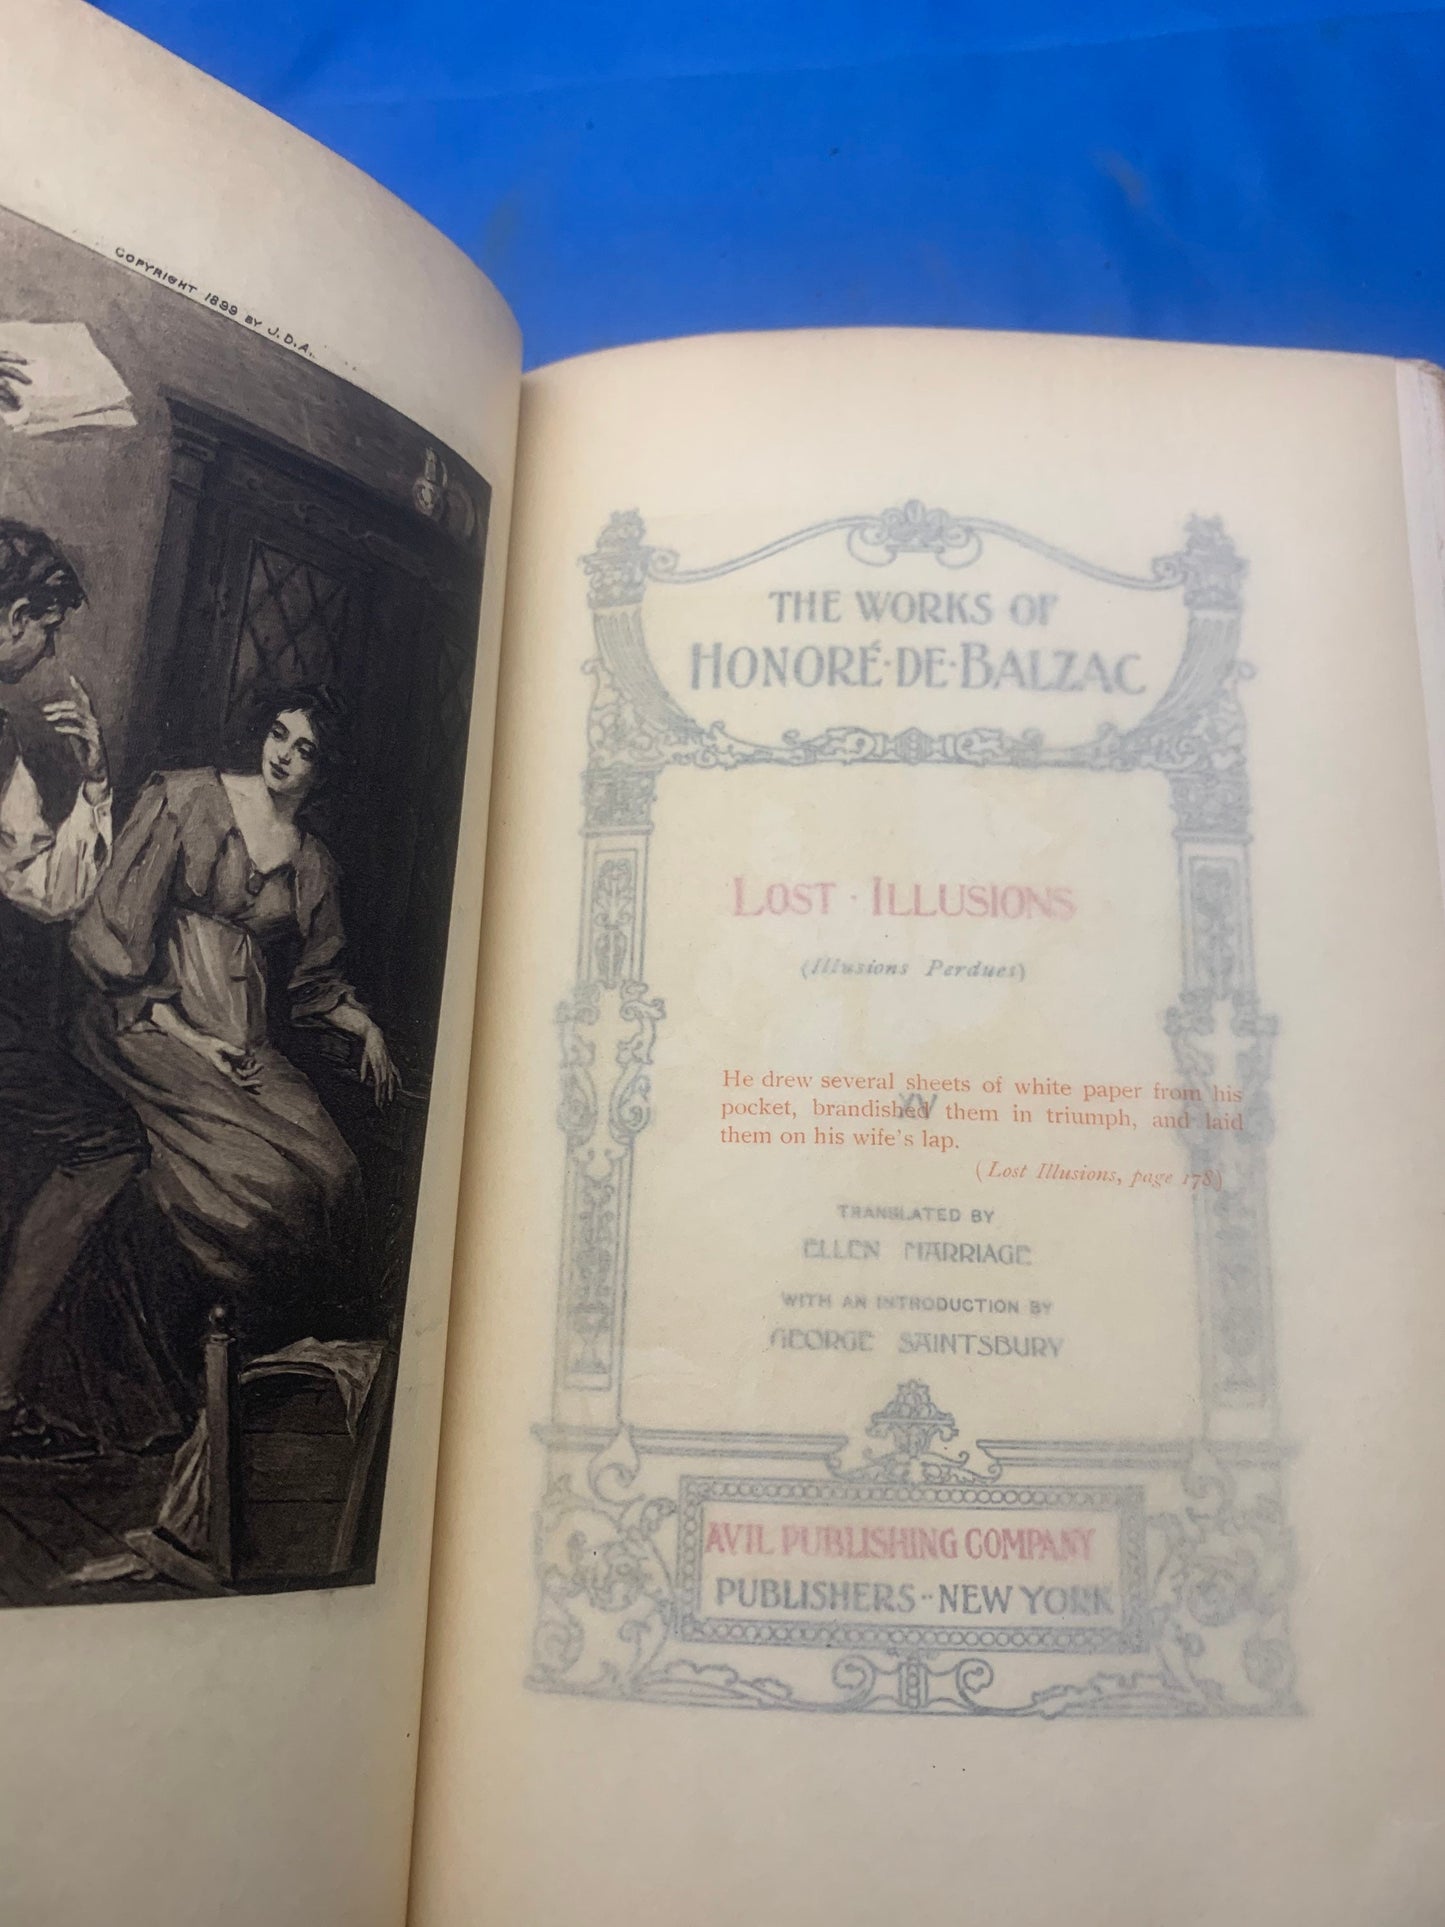 COPYRIGHT 1899 BY J.D.A.
THE WORKS OF
HONORÉ·DE·BALZAC
LOST · ILLUSIONS
(Illusions Perdues)
He drew several sheets of white paper from his
pocket, brandished them in triumph, and laid
them on his wife's lap.
XV
(Lost Illusions, page 178)
TRANSLATED BY
ELLEN MARRIAGE
WITH AN INTRODUCTION BY
GEORGE SAINTSBURY
AVIL PUBLISHING COMPANY
PUBLISHERS·· NEW YORK